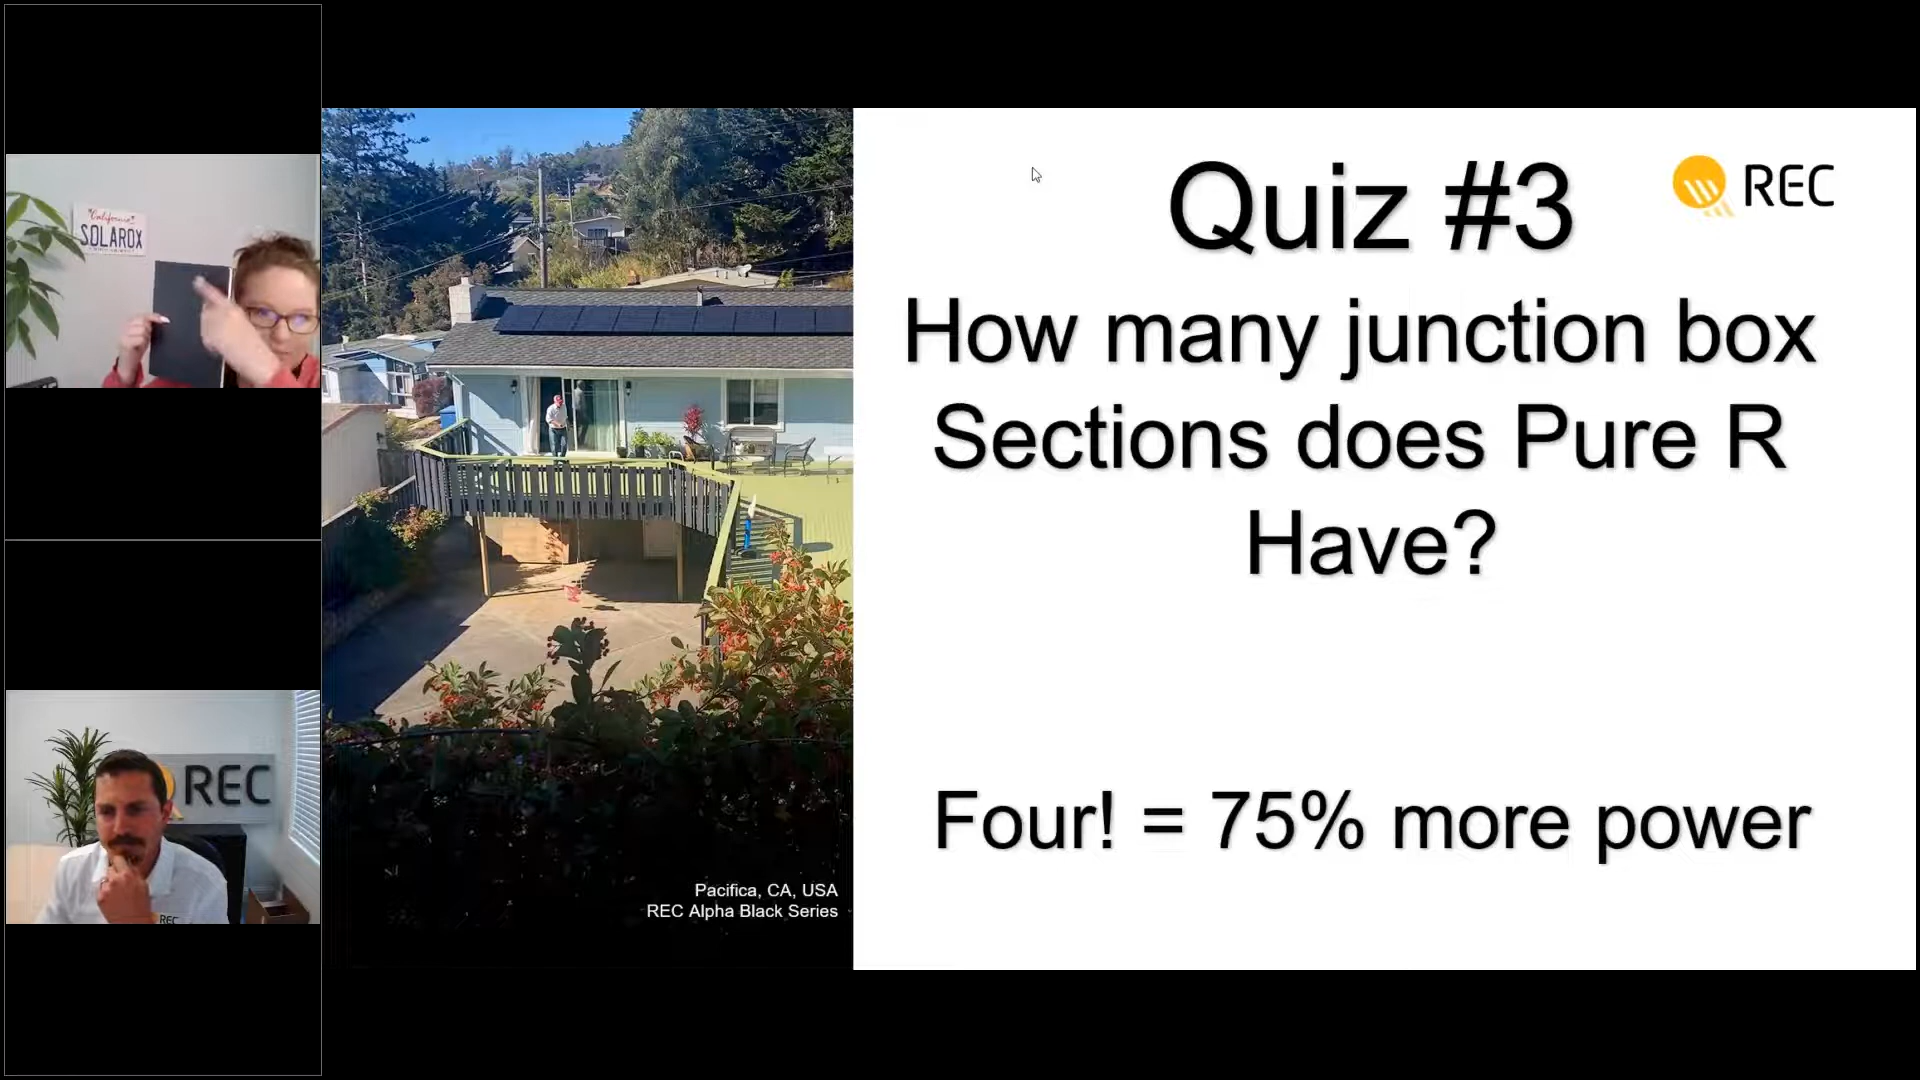 California
SOLAROX
REC
REC
Quiz #3
REC
How many junction box
Sections does Pure R
Have?
Four! = 75% more power
Pacifica, CA, USA
REC Alpha Black Series